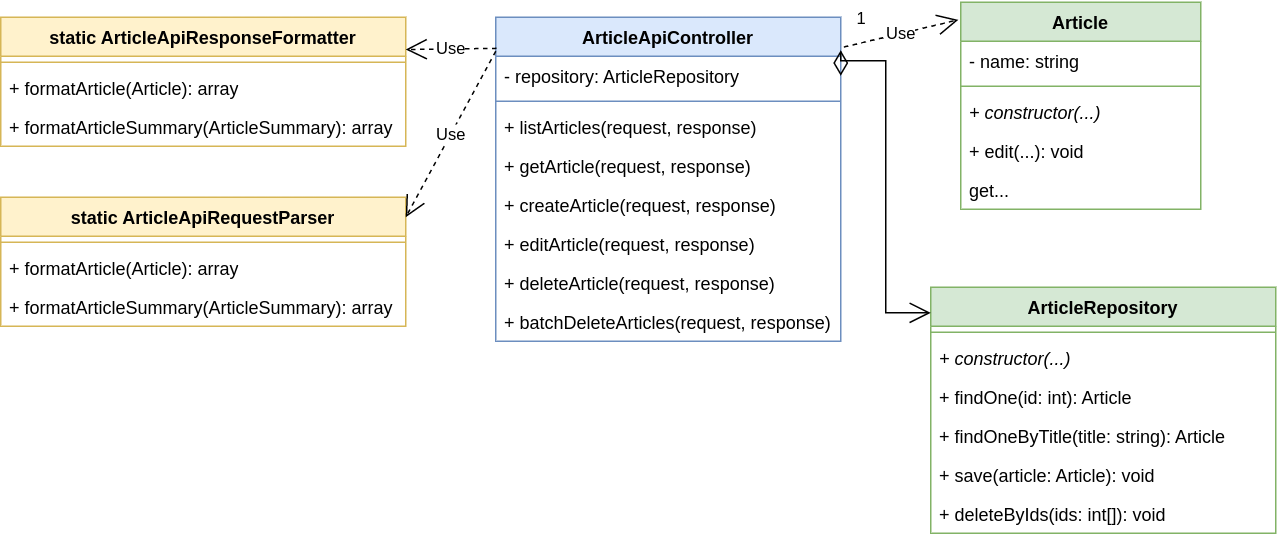 static ArticleApiResponseFormatter
+ formatArticle(Article): array
+ formatArticleSummary(ArticleSummary): array
static ArticleApiRequestParser
+ formatArticle(Article): array
+ formatArticleSummary(ArticleSummary): array
Use
Use
ArticleApiController
- repository: ArticleRepository
+ listArticles(request, response)
+ getArticle(request, response)
+ createArticle(request, response)
+ editArticle(request, response)
+ deleteArticle(request, response)
+ batchDeleteArticles(request, response)
1
Use
Article
- name: string
+ constructor(...)
+ edit(...): void
get...
ArticleRepository
+ constructor(...)
+ findOne(id: int): Article
+ findOneByTitle(title: string): Article
+ save(article: Article): void
+ deleteByIds(ids: int[]): void